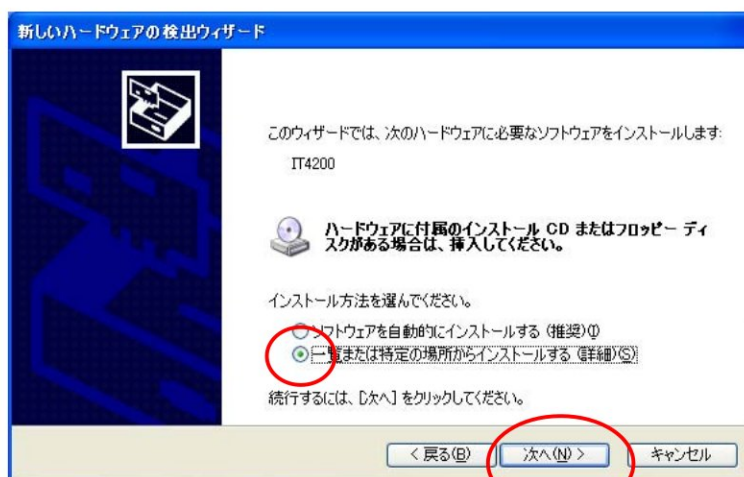 新しいハードウェアの検出ウィザード
このウィザードでは、次のハードウェアに必要なソフトウェアをインストールします:
IT4200
ハードウェアに付属のインストール CD またはフロッピー ディ
スクがある場合は、挿入してください。
インストール方法を選んでください。
ソフトウェアを自動的にインストールする (推奨)(I)
一覧または特定の場所からインストールする (詳細)(S)
続行するには、[次へ] をクリックしてください。
< 戻る(B) 次へ(N) > キャンセル